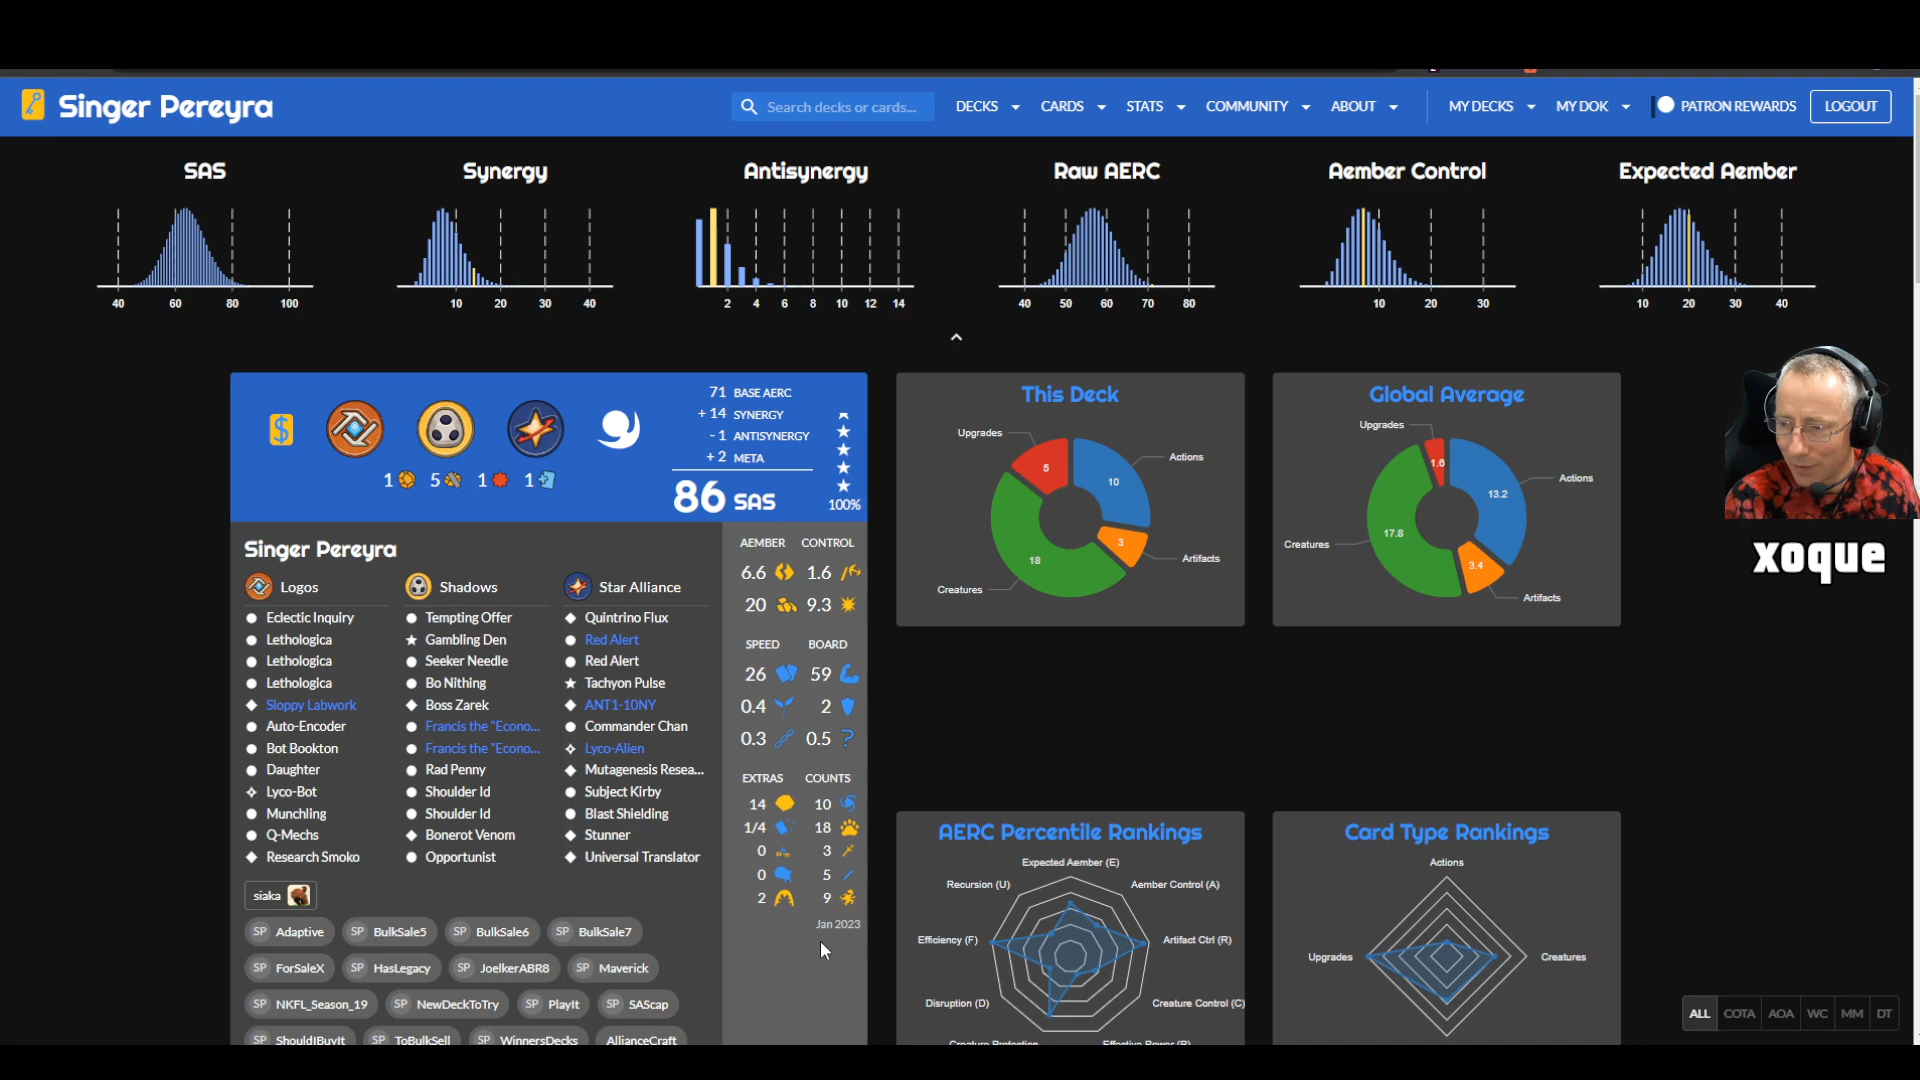 Singer Pereyra
Search decks or cards...
DECKS
CARDS
STATS
COMMUNITY
ABOUT
MY DECKS
MY DOK
PATRON REWARDS
LOGOUT
SAS
Synergy
Antisynergy
Raw AERC
Aember Control
Expected Aember
40 60 80 100
10 20 30 40
2 4 6 8 10 12 14
40 50 60 70 80
10 20 30
10 20 30 40
71 BASE AERC
+ 14 SYNERGY
- 1 ANTISYNERGY
+ 2 META
86 SAS
100%
1 5 1 1
Singer Pereyra
Logos
Eclectic Inquiry
Lethologica
Lethologica
Lethologica
Sloppy Labwork
Auto-Encoder
Bot Bookton
Daughter
Lyco-Bot
Munchling
Q-Mechs
Research Smoko
Shadows
Tempting Offer
Gambling Den
Seeker Needle
Bo Nithing
Boss Zarek
Francis the "Econo...
Francis the "Econo...
Rad Penny
Shoulder Id
Shoulder Id
Bonerot Venom
Opportunist
Star Alliance
Quintrino Flux
Red Alert
Red Alert
Tachyon Pulse
ANT1-10NY
Commander Chan
Lyco-Alien
Mutagenesis Resea...
Subject Kirby
Blast Shielding
Stunner
Universal Translator
AEMBER CONTROL
6.6 1.6
20 9.3
SPEED BOARD
26 59
0.4 2
0.3 0.5
EXTRAS COUNTS
14 10
1/4 18
0 3
0 5
2 9
Jan 2023
siaka
SP Adaptive SP BulkSale5 SP BulkSale6 SP BulkSale7
SP ForSaleX SP HasLegacy SP JoelkerABR8 SP Maverick
SP NKFL_Season_19 SP NewDeckToTry SP PlayIt SP SAScap
SP ShouldIBuyIt SP ToBulkSell SP WinnersDecks AllianceCraft
This Deck
Upgrades
5
Actions
10
Artifacts
3
Creatures
18
Global Average
Upgrades
1.6
Actions
13.2
Creatures
17.8
3.4
Artifacts
xoque
AERC Percentile Rankings
Expected Aember (E)
Recursion (U)
Aember Control (A)
Efficiency (F)
Artifact Ctrl (R)
Disruption (D)
Creature Control (C)
Creature Protection
Effective Power (P)
Card Type Rankings
Actions
Upgrades
Creatures
ALL COTA AOA WC MM DT